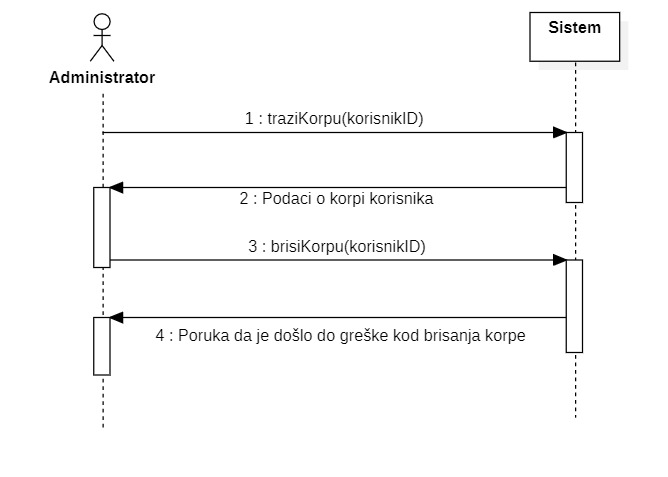 Administrator
Sistem
1 : traziKorpu(korisnikID)
2 : Podaci o korpi korisnika
3 : brisiKorpu(korisnikID)
4 : Poruka da je došlo do greške kod brisanja korpe